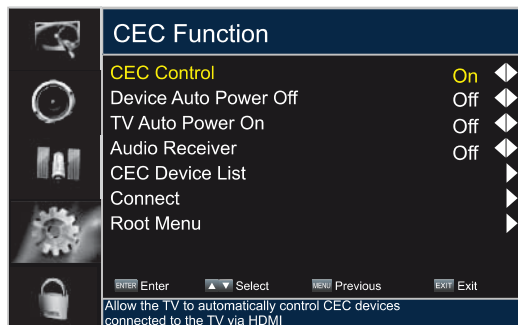 CEC Function
CEC Control On
Device Auto Power Off Off
TV Auto Power On Off
Audio Receiver Off
CEC Device List
Connect
Root Menu
ENTER Enter Select MENU Previous EXIT Exit
Allow the TV to automatically control CEC devices
connected to the TV via HDMI